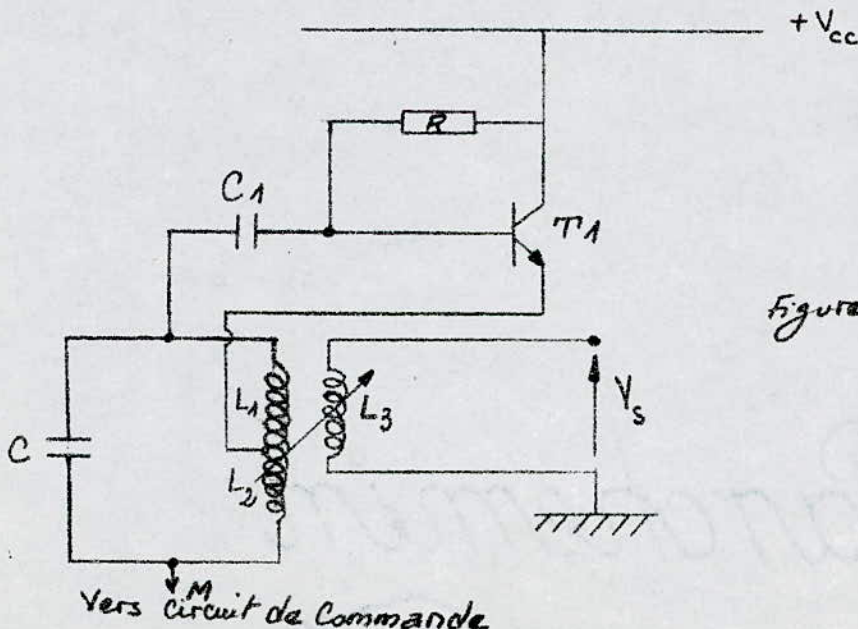 + Vcc
R
C1
T1
Figure
L1
L3
Vs
C
L2
M
Vers circuit de Commande